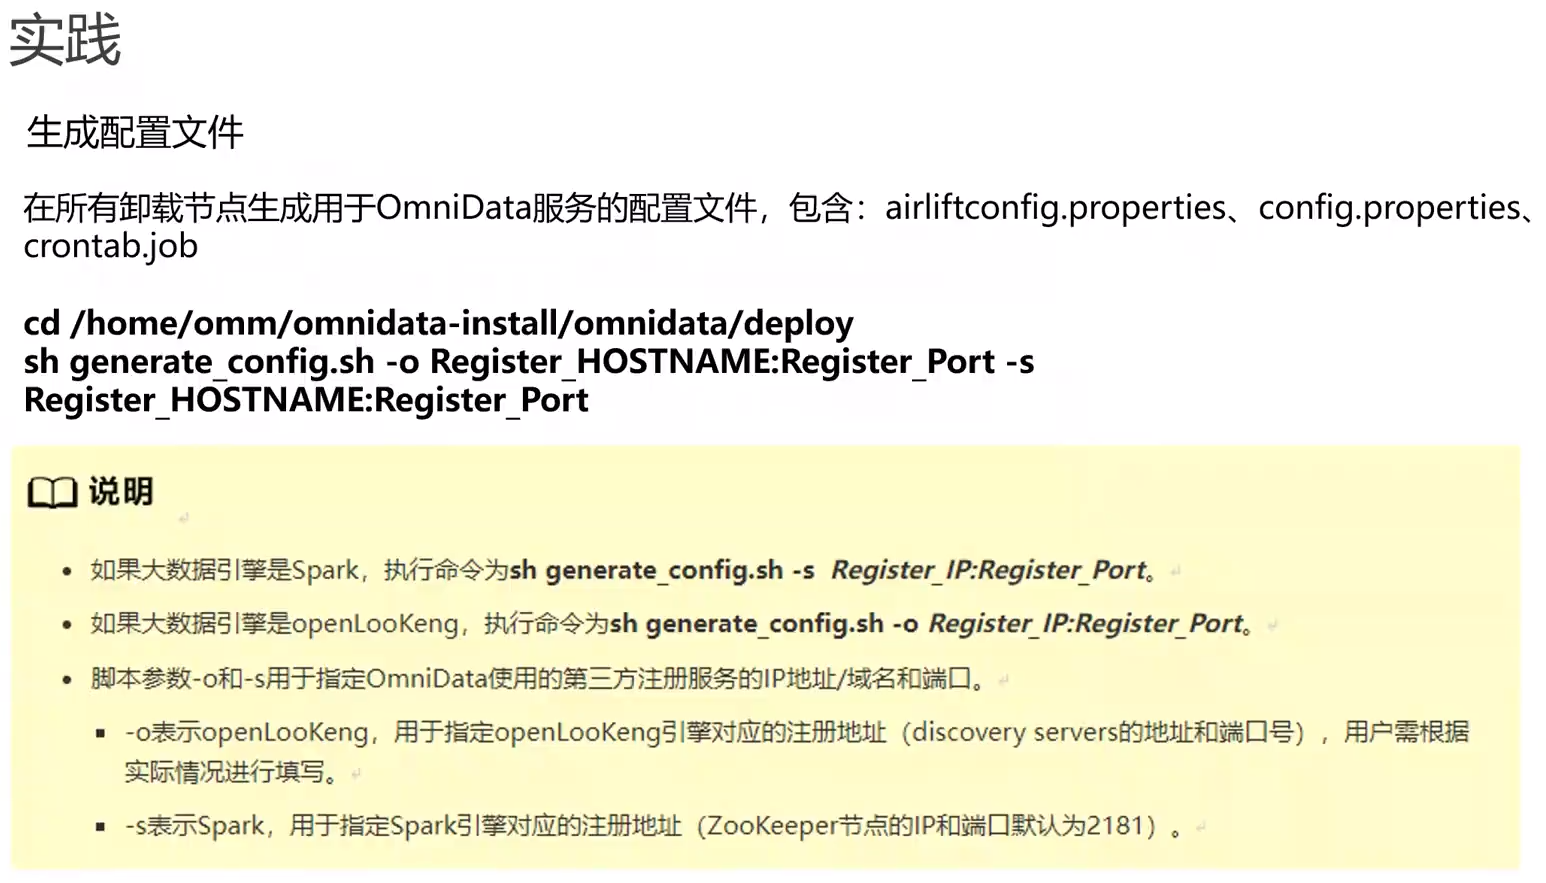 实践
生成配置文件
在所有卸载节点生成用于OmniData服务的配置文件，包含：airliftconfig.properties、config.properties、
crontab.job
cd /home/omm/omnidata-install/omnidata/deploy
sh generate_config.sh -o Register_HOSTNAME:Register_Port -s
Register_HOSTNAME:Register_Port
说明
• 如果大数据引擎是Spark，执行命令为sh generate_config.sh -s Register_IP:Register_Port。
• 如果大数据引擎是openLooKeng，执行命令为sh generate_config.sh -o Register_IP:Register_Port。
• 脚本参数-o和-s用于指定OmniData使用的第三方注册服务的IP地址/域名和端口。
▪ -o表示openLooKeng，用于指定openLooKeng引擎对应的注册地址（discovery servers的地址和端口号），用户需根据
实际情况进行填写。
▪ -s表示Spark，用于指定Spark引擎对应的注册地址（ZooKeeper节点的IP和端口默认为2181）。